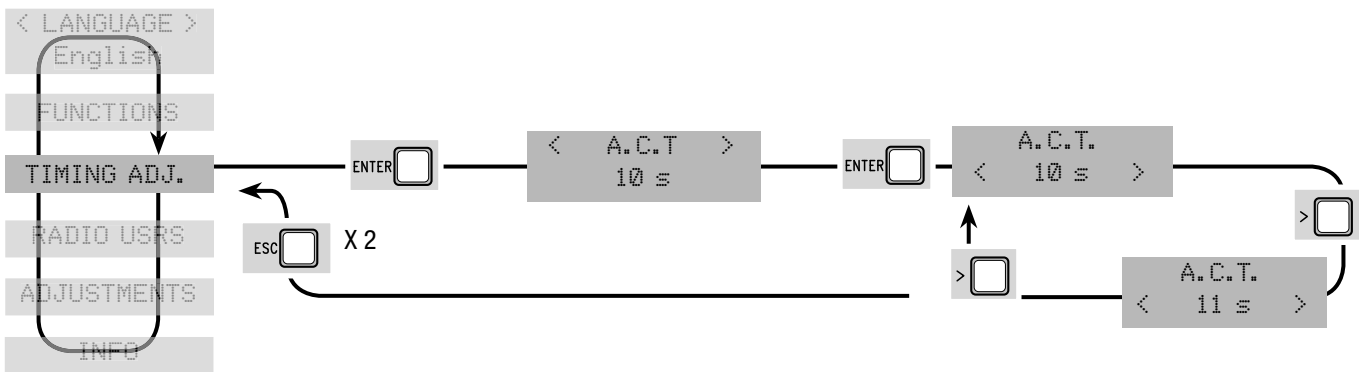 < LANGUAGE >
English
FUNCTIONS
TIMING ADJ.
RADIO USRS
ADJUSTMENTS
INFO
ENTER
< A.C.T >
10 s
ENTER
A.C.T.
< 10 s >
>
ESC
X 2
>
A.C.T.
< 11 s >